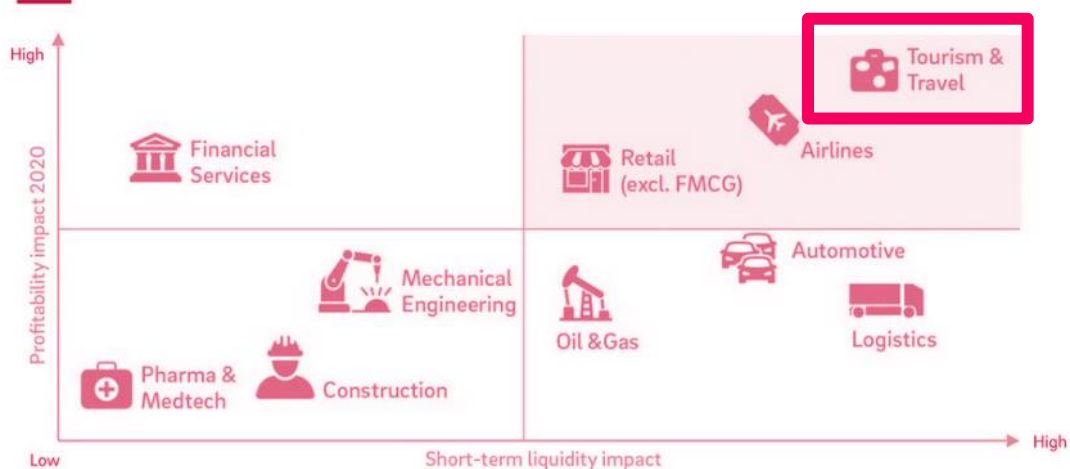 High
Tourism &
Travel
Financial
Services
Retail
(excl. FMCG)
Airlines
Profitability impact 2020
Mechanical
Engineering
Automotive
Oil &Gas
Logistics
Pharma &
Medtech
Construction
Low
Short-term liquidity impact
High